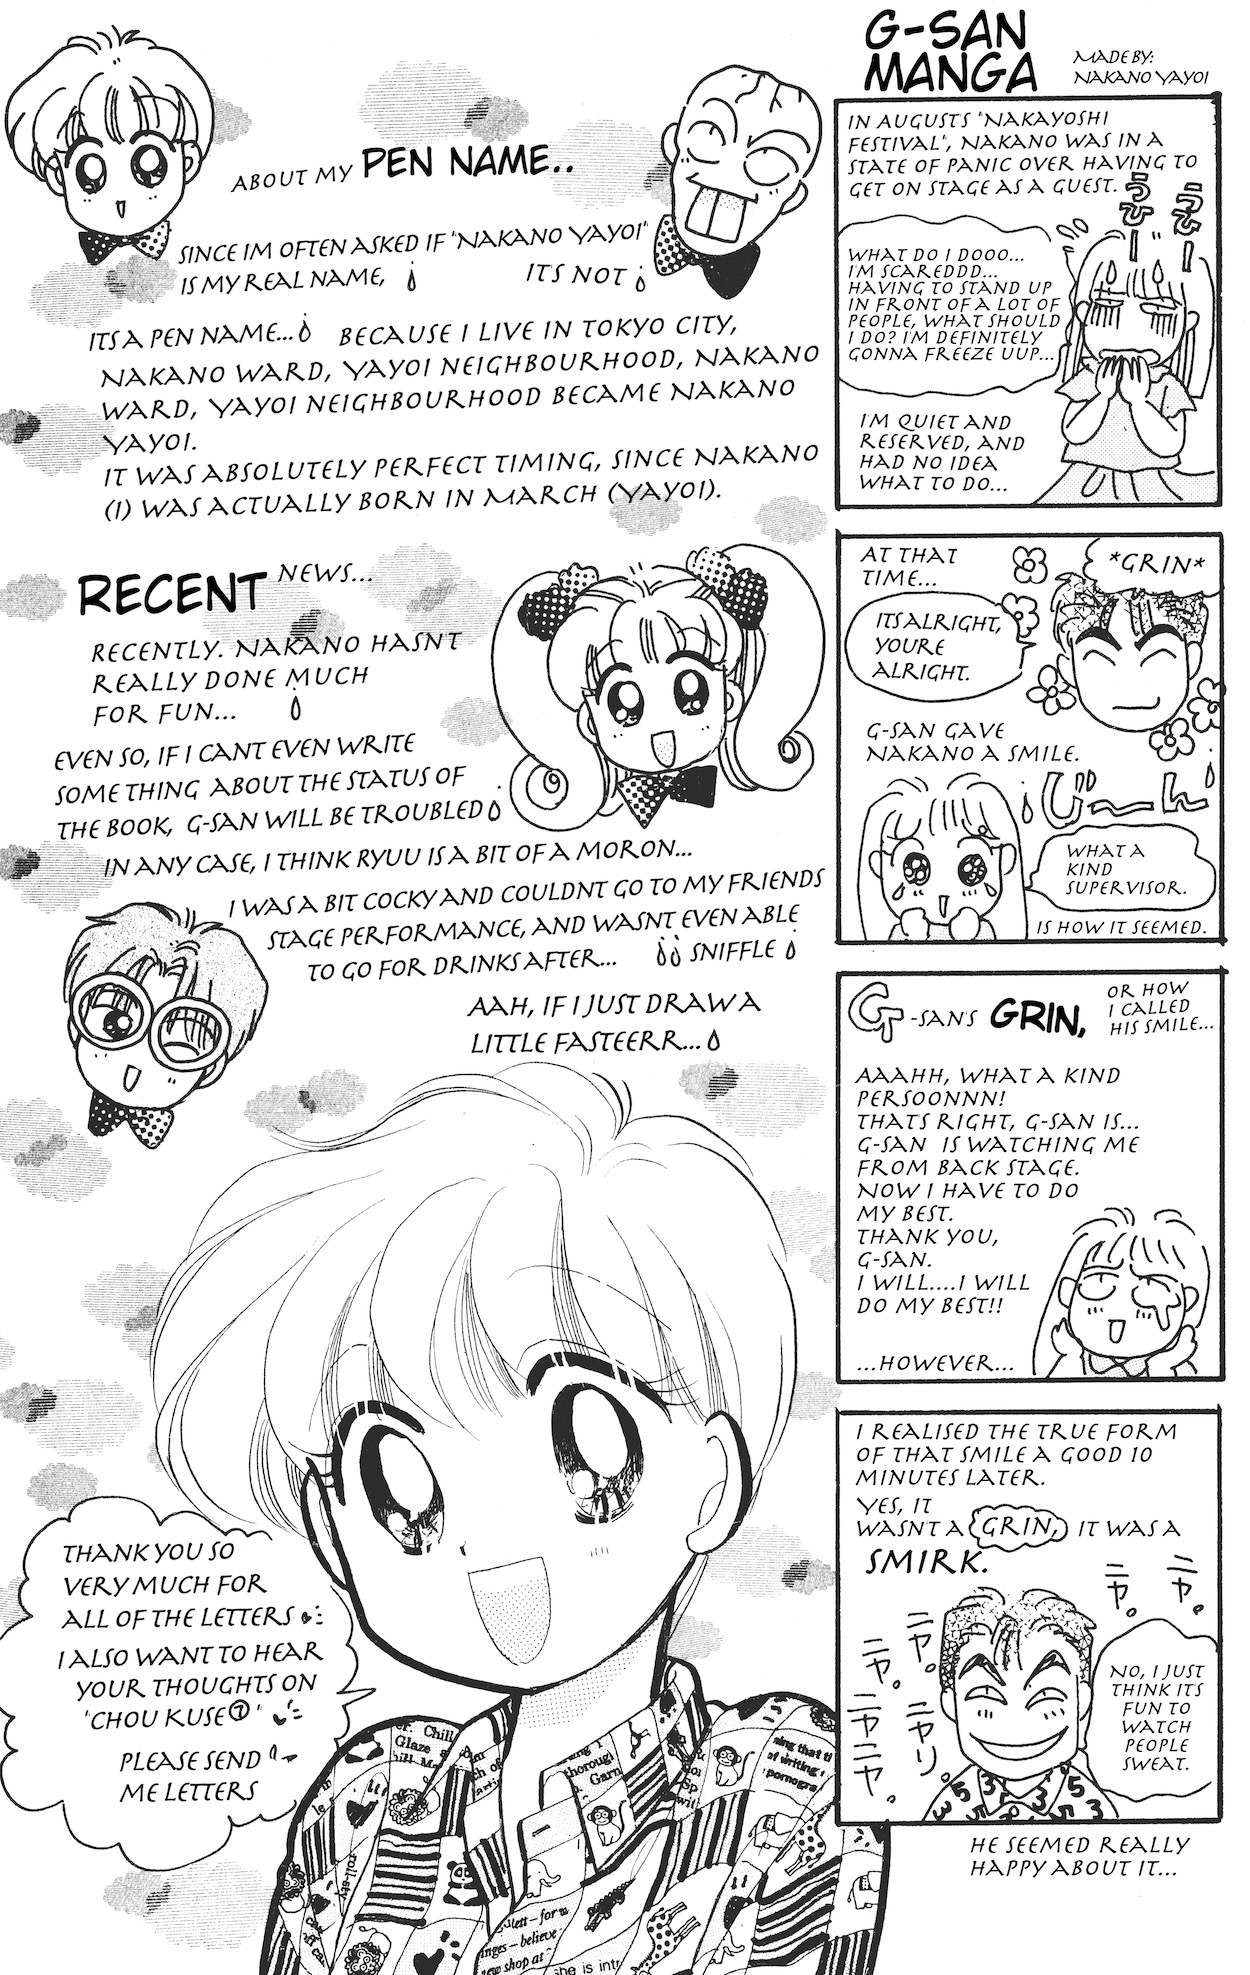 ABOUT MY PEN NAME..
SINCE IM OFTEN ASKED IF "NAKANO YAYOI"
IS MY REAL NAME,
ITS NOT
ITS A PEN NAME... BECAUSE I LIVE IN TOKYO CITY,
NAKANO WARD, YAYOI NEIGHBOURHOOD, NAKANO
WARD, YAYOI NEIGHBOURHOOD BECAME NAKANO
YAYOI.
IT WAS ABSOLUTELY PERFECT TIMING, SINCE NAKANO
(I) WAS ACTUALLY BORN IN MARCH (YAYOI).
RECENT NEWS...
RECENTLY. NAKANO HASNT
REALLY DONE MUCH
FOR FUN...
EVEN SO, IF I CANT EVEN WRITE
SOMETHING ABOUT THE STATUS OF
THE BOOK, G-SAN WILL BE TROUBLED
IN ANY CASE, I THINK RYUU IS A BIT OF A MORON...
I WAS A BIT COCKY AND COULDNT GO TO MY FRIENDS
STAGE PERFORMANCE, AND WASNT EVEN ABLE
TO GO FOR DRINKS AFTER... SNIFFLE
AAH, IF I JUST DRAW A
LITTLE FASTEERR...
THANK YOU SO
VERY MUCH FOR
ALL OF THE LETTERS
I ALSO WANT TO HEAR
YOUR THOUGHTS ON
"CHOU KUSE①"
PLEASE SEND
ME LETTERS
G-SAN
MANGA
MADE BY:
NAKANO YAYOI
IN AUGUSTS "NAKAYOSHI
FESTIVAL", NAKANO WAS IN A
STATE OF PANIC OVER HAVING TO
GET ON STAGE AS A GUEST.
うひー
うひー
WHAT DO I DOOO...
I'M SCAREDDD...
HAVING TO STAND UP
IN FRONT OF A LOT OF
PEOPLE, WHAT SHOULD
I DO? I'M DEFINITELY
GONNA FREEZE UUP...
I'M QUIET AND
RESERVED, AND
HAD NO IDEA
WHAT TO DO...
AT THAT
TIME...
*GRIN*
ITS ALRIGHT,
YOURE
ALRIGHT.
G-SAN GAVE
NAKANO A SMILE.
じーん
WHAT A
KIND
SUPERVISOR.
IS HOW IT SEEMED.
G-SAN'S GRIN,
OR HOW
I CALLED
HIS SMILE...
AAAHH, WHAT A KIND
PERSOONNN!
THATS RIGHT, G-SAN IS...
G-SAN IS WATCHING ME
FROM BACK STAGE.
NOW I HAVE TO DO
MY BEST.
THANK YOU,
G-SAN.
I WILL....I WILL
DO MY BEST!!
...HOWEVER...
I REALISED THE TRUE FORM
OF THAT SMILE A GOOD 10
MINUTES LATER.
YES, IT
WASN'T A GRIN, IT WAS A
SMIRK.
ニヤ。
ニヤ。
ニヤ。
ニヤリ。
ニヤ。
ニヤニヤ。
NO, I JUST
THINK ITS
FUN TO
WATCH
PEOPLE
SWEAT.
HE SEEMED REALLY
HAPPY ABOUT IT...